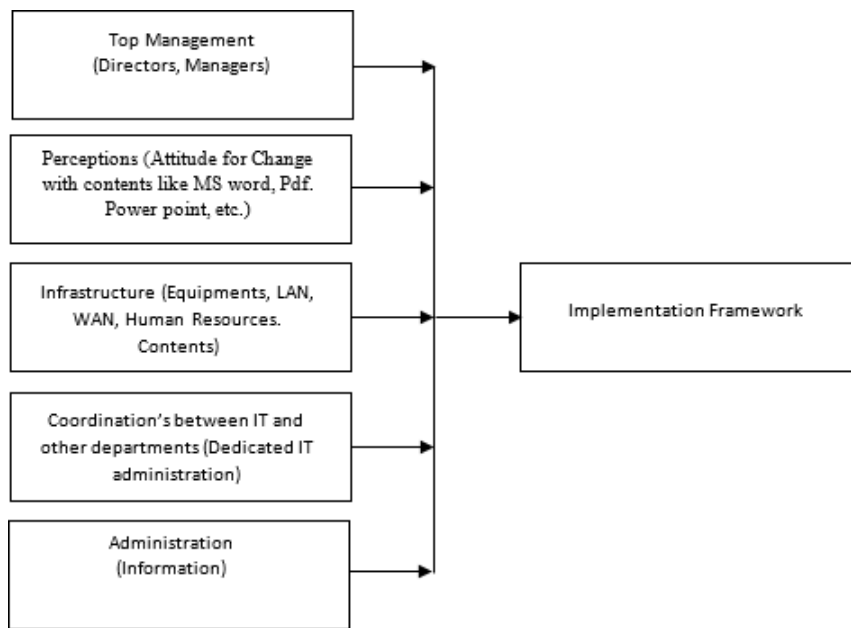 Top Management
(Directors, Managers)
Perceptions (Attitude for Change
with contents like MS word, Pdf.
Power point, etc.)
Infrastructure (Equipments, LAN,
WAN, Human Resources.
Contents)
Implementation Framework
Coordination's between IT and
other departments (Dedicated IT
administration)
Administration
(Information)